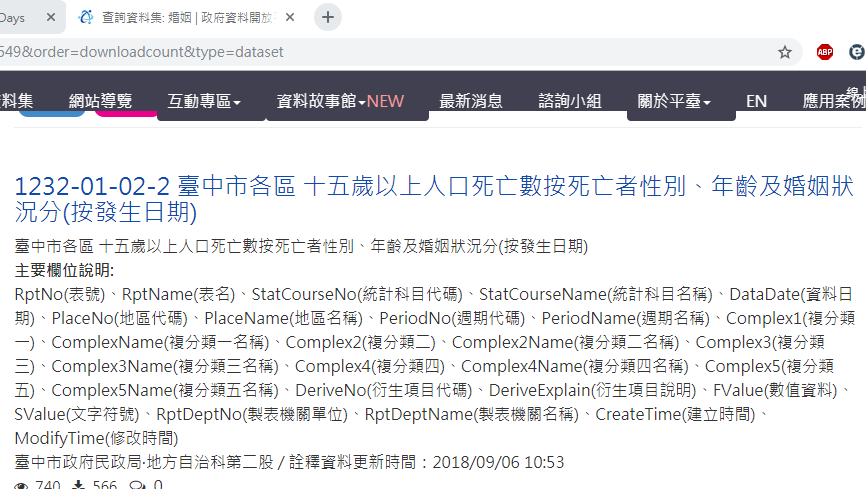 Days
查詢資料集: 婚姻 | 政府資料開放
549&order=downloadcount&type=dataset
ABP
料集 網站導覽 互動專區 資料故事館 NEW 最新消息 諮詢小組 關於平臺 EN 應用案例
1232-01-02-2 臺中市各區 十五歲以上人口死亡數按死亡者性別、年齡及婚姻狀
況分(按發生日期)
臺中市各區 十五歲以上人口死亡數按死亡者性別、年齡及婚姻狀況分(按發生日期)
主要欄位說明:
RptNo(表號)、RptName(表名)、StatCourseNo(統計科目代碼)、StatCourseName(統計科目名稱)、DataDate(資料日
期)、PlaceNo(地區代碼)、PlaceName(地區名稱)、PeriodNo(週期代碼)、PeriodName(週期名稱)、Complex1(複分類
一)、ComplexName(複分類一名稱)、Complex2(複分類二)、Complex2Name(複分類二名稱)、Complex3(複分類
三)、Complex3Name(複分類三名稱)、Complex4(複分類四)、Complex4Name(複分類四名稱)、Complex5(複分類
五)、Complex5Name(複分類五名稱)、DeriveNo(衍生項目代碼)、DeriveExplain(衍生項目說明)、FValue(數值資料)、
SValue(文字符號)、RptDeptNo(製表機關單位)、RptDeptName(製表機關名稱)、CreateTime(建立時間)、
ModifyTime(修改時間)
臺中市政府民政局‧地方自治科第二股 / 詮釋資料更新時間：2018/09/06 10:53
740 566 0